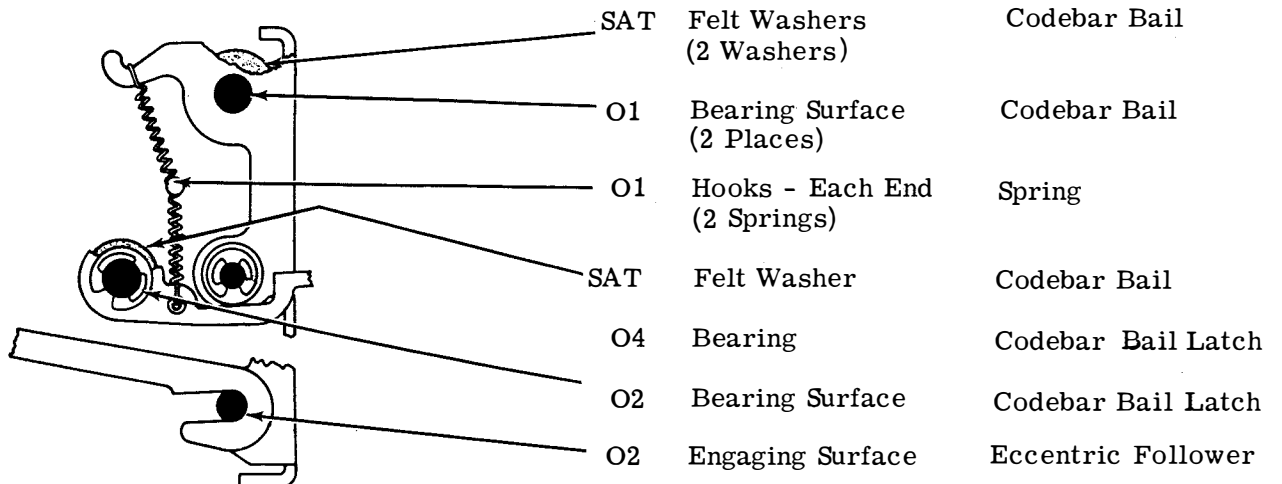 SAT Felt Washers Codebar Bail
(2 Washers)
O1 Bearing Surface Codebar Bail
(2 Places)
O1 Hooks - Each End Spring
(2 Springs)
SAT Felt Washer Codebar Bail
O4 Bearing Codebar Bail Latch
O2 Bearing Surface Codebar Bail Latch
O2 Engaging Surface Eccentric Follower